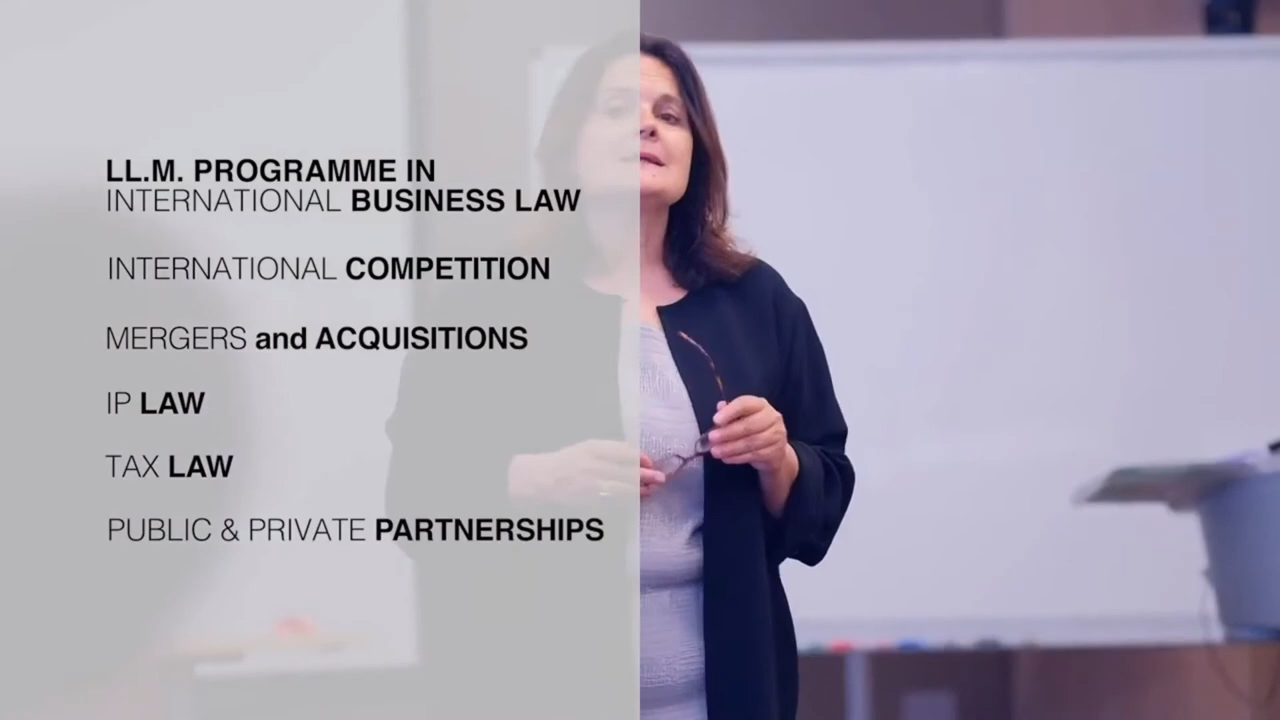 LL.M. PROGRAMME IN
INTERNATIONAL BUSINESS LAW
INTERNATIONAL COMPETITION
MERGERS and ACQUISITIONS
IP LAW
TAX LAW
PUBLIC & PRIVATE PARTNERSHIPS